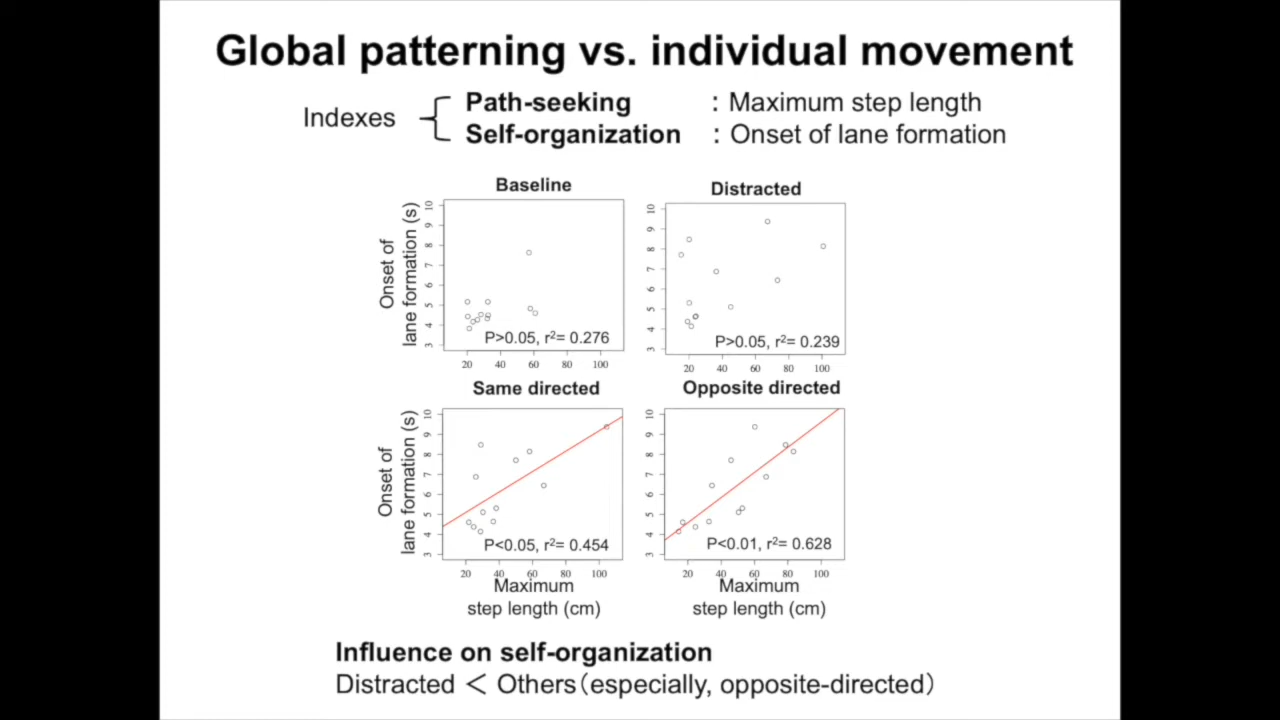 Global patterning vs. individual movement
Indexes
Path-seeking : Maximum step length
Self-organization : Onset of lane formation
Baseline
Distracted
Onset of
lane formation (s)
10
9
8
7
6
5
4
3
P>0.05, r²= 0.276
20 40 60 80 100
10
9
8
7
6
5
4
3
P>0.05, r²= 0.239
20 40 60 80 100
Same directed
Opposite directed
Onset of
lane formation (s)
10
9
8
7
6
5
4
3
P<0.05, r²= 0.454
20 40 60 80 100
Maximum
step length (cm)
10
9
8
7
6
5
4
3
P<0.01, r²= 0.628
20 40 60 80 100
Maximum
step length (cm)
Influence on self-organization
Distracted < Others（especially, opposite-directed）